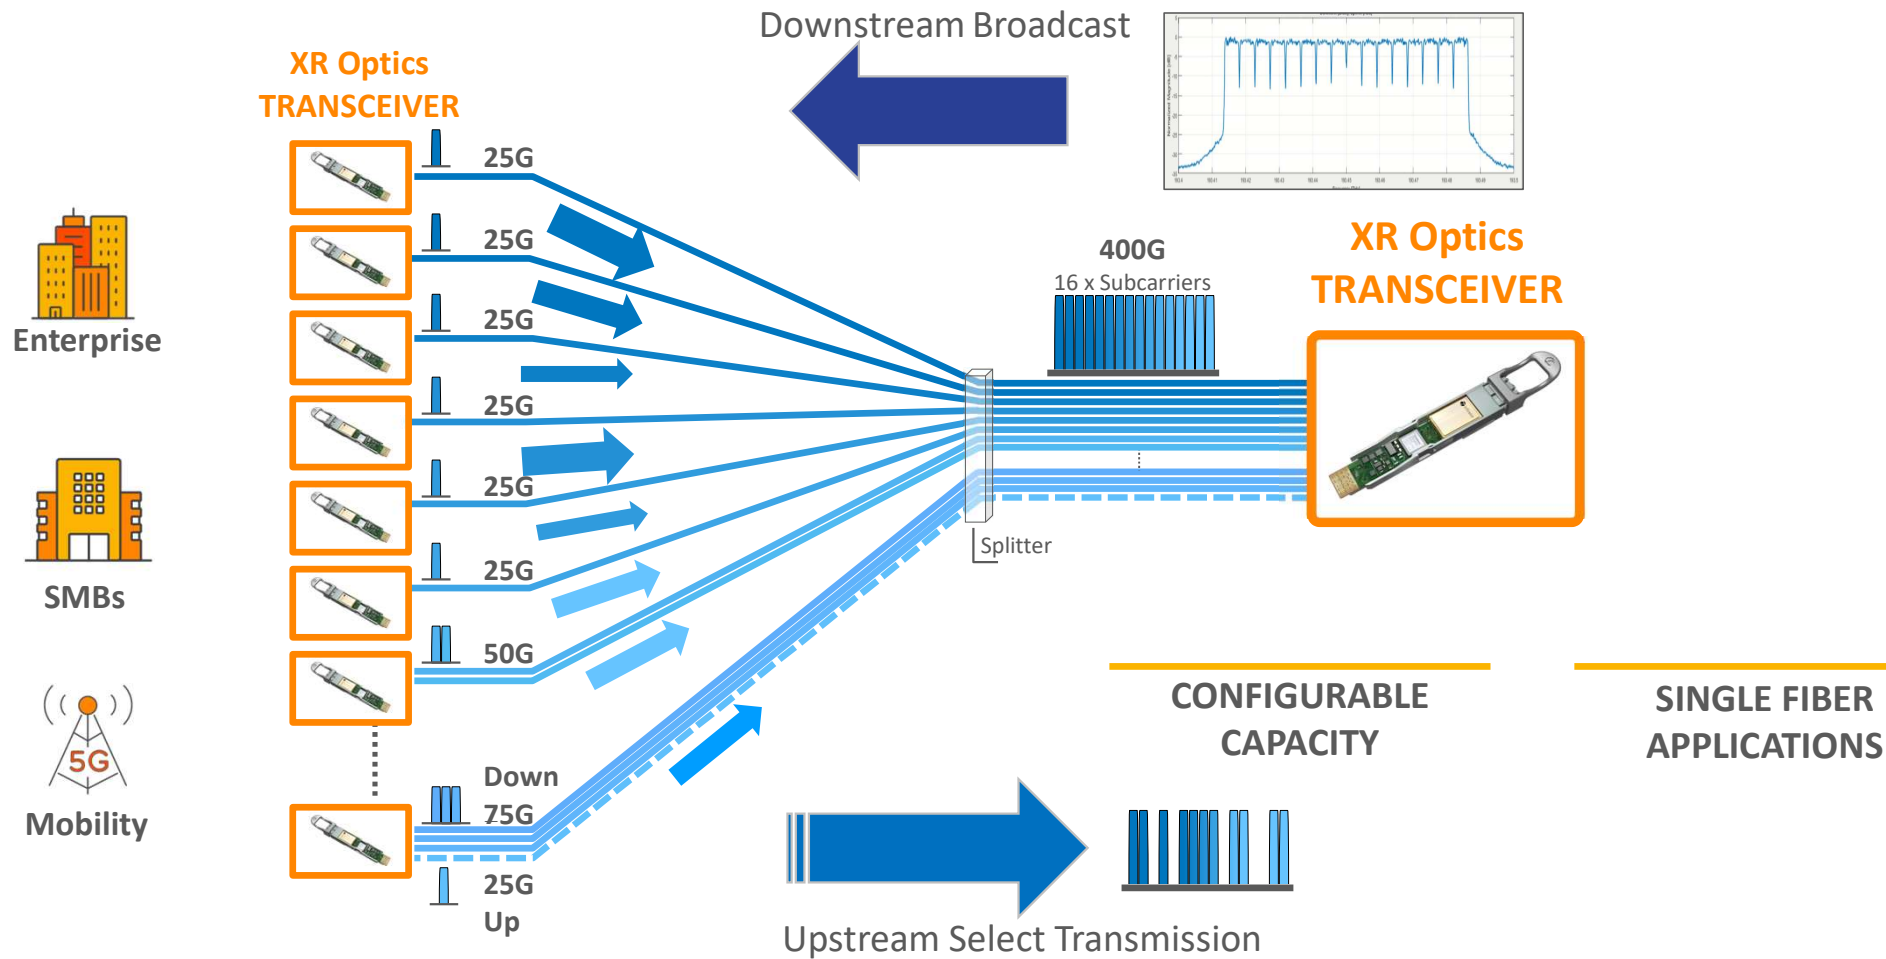 Downstream Broadcast
XR Optics
TRANSCEIVER
25G
25G
25G
25G
25G
25G
50G
Down
75G
25G
Up
Enterprise
SMBs
5G
Mobility
400G
16 x Subcarriers
Splitter
XR Optics
TRANSCEIVER
CONFIGURABLE
CAPACITY
SINGLE FIBER
APPLICATIONS
Upstream Select Transmission